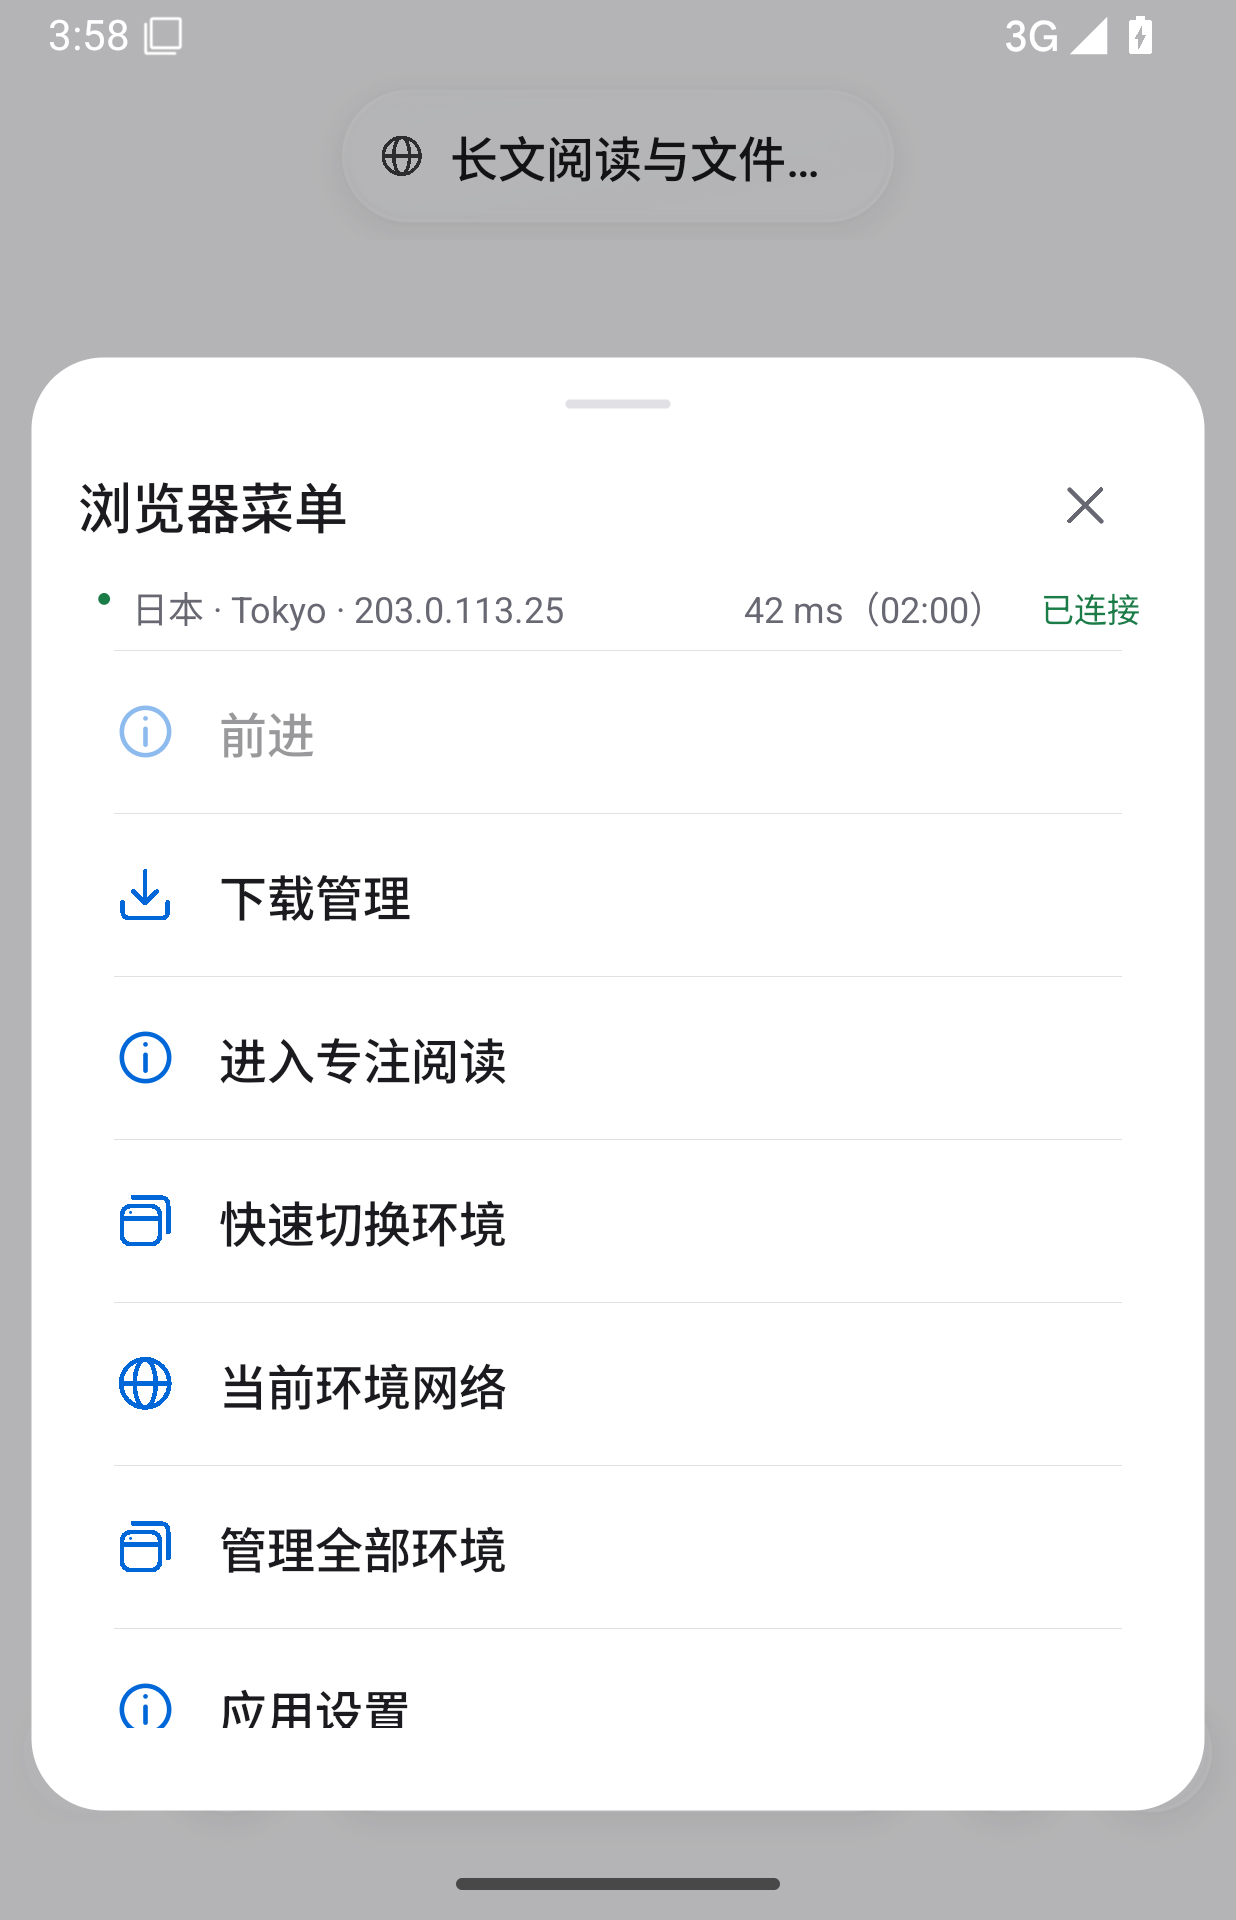 3:58
3G
长文阅读与文件...
浏览器菜单
日本 · Tokyo · 203.0.113.25 42 ms（02:00） 已连接
前进
下载管理
进入专注阅读
快速切换环境
当前环境网络
管理全部环境
应用设置